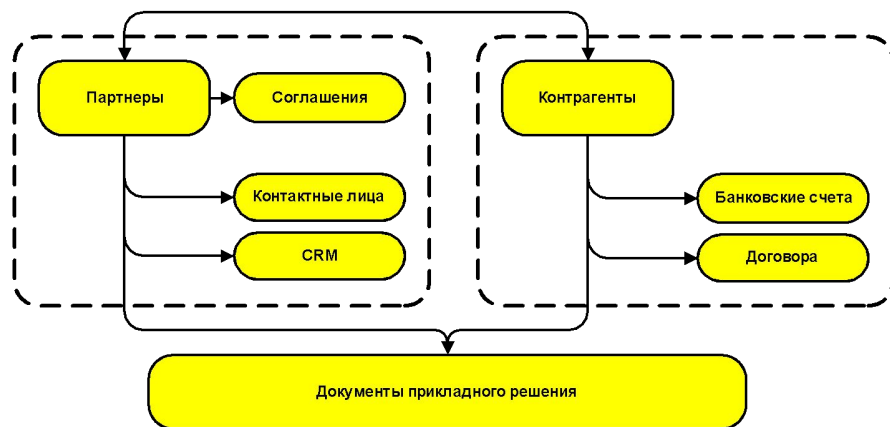 Партнеры
Соглашения
Контактные лица
CRM
Контрагенты
Банковские счета
Договора
Документы прикладного решения